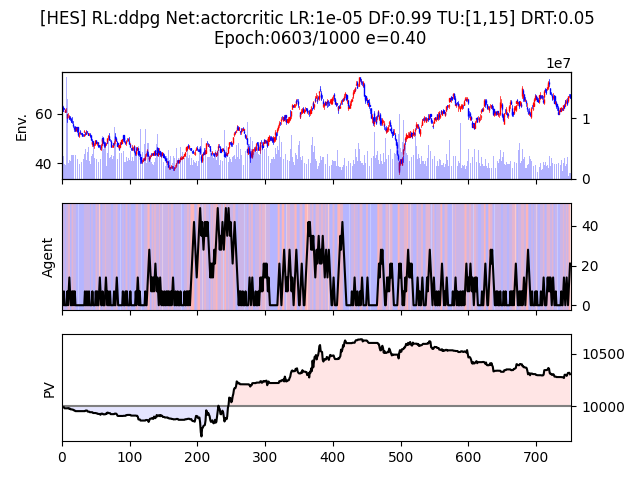 [HES] RL:ddpg Net:actorcritic LR:1e-05 DF:0.99 TU:[1,15] DRT:0.05
Epoch:0603/1000 e=0.40
1e7
Env.
60
40
1
0
Agent
40
20
0
PV
10500
10000
0 100 200 300 400 500 600 700